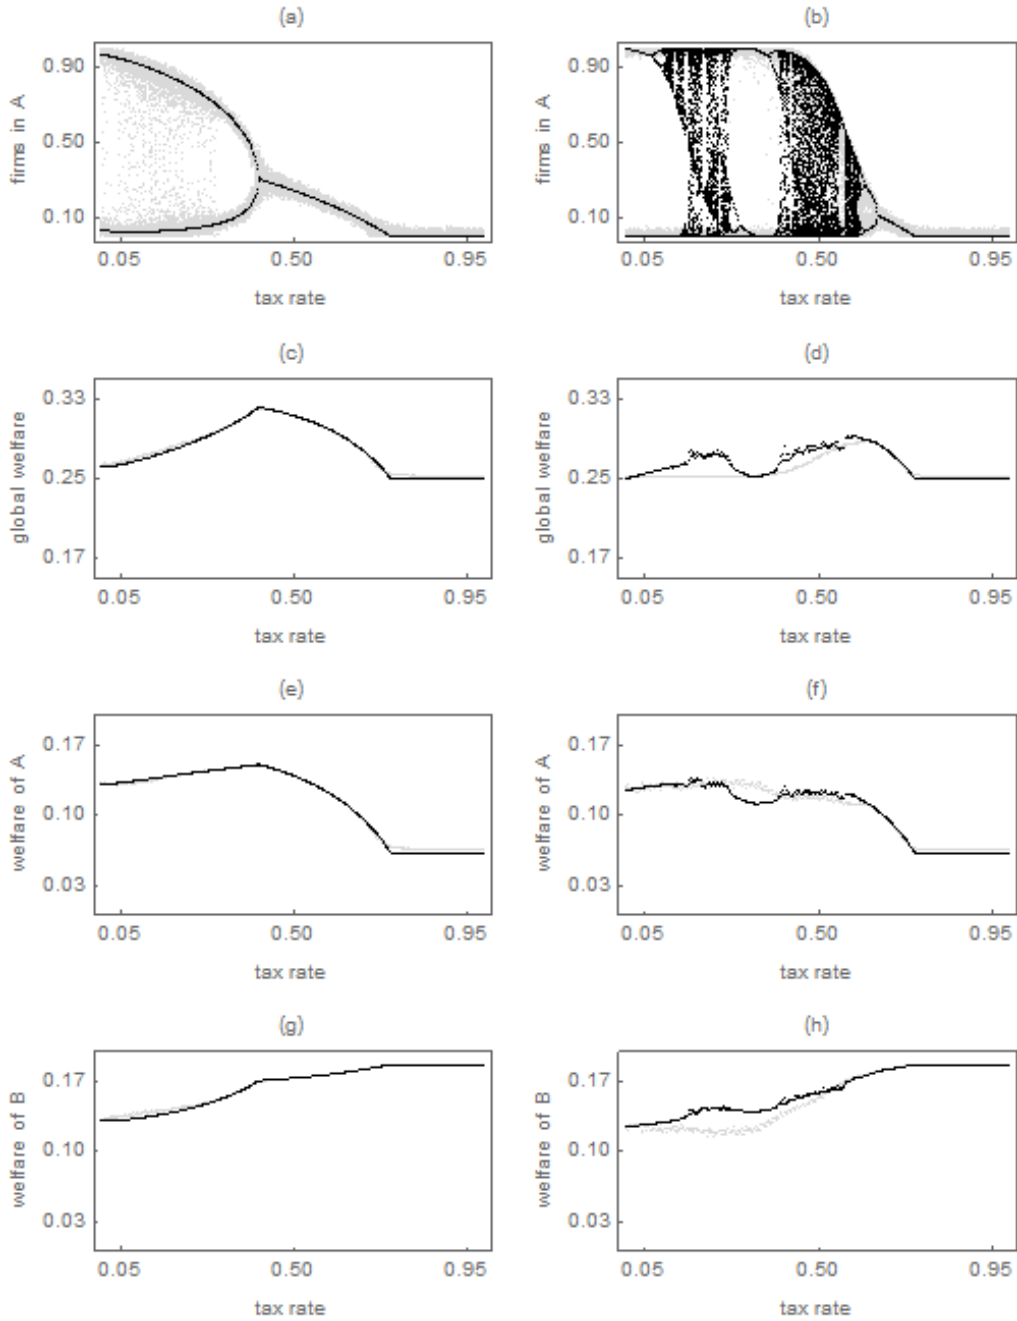 (a)
firms in A
0.90
0.50
0.10
0.05 0.50 0.95
tax rate
(b)
firms in A
0.90
0.50
0.10
0.05 0.50 0.95
tax rate
(c)
global welfare
0.33
0.25
0.17
0.05 0.50 0.95
tax rate
(d)
global welfare
0.33
0.25
0.17
0.05 0.50 0.95
tax rate
(e)
welfare of A
0.17
0.10
0.03
0.05 0.50 0.95
tax rate
(f)
welfare of A
0.17
0.10
0.03
0.05 0.50 0.95
tax rate
(g)
welfare of B
0.17
0.10
0.03
0.05 0.50 0.95
tax rate
(h)
welfare of B
0.17
0.10
0.03
0.05 0.50 0.95
tax rate